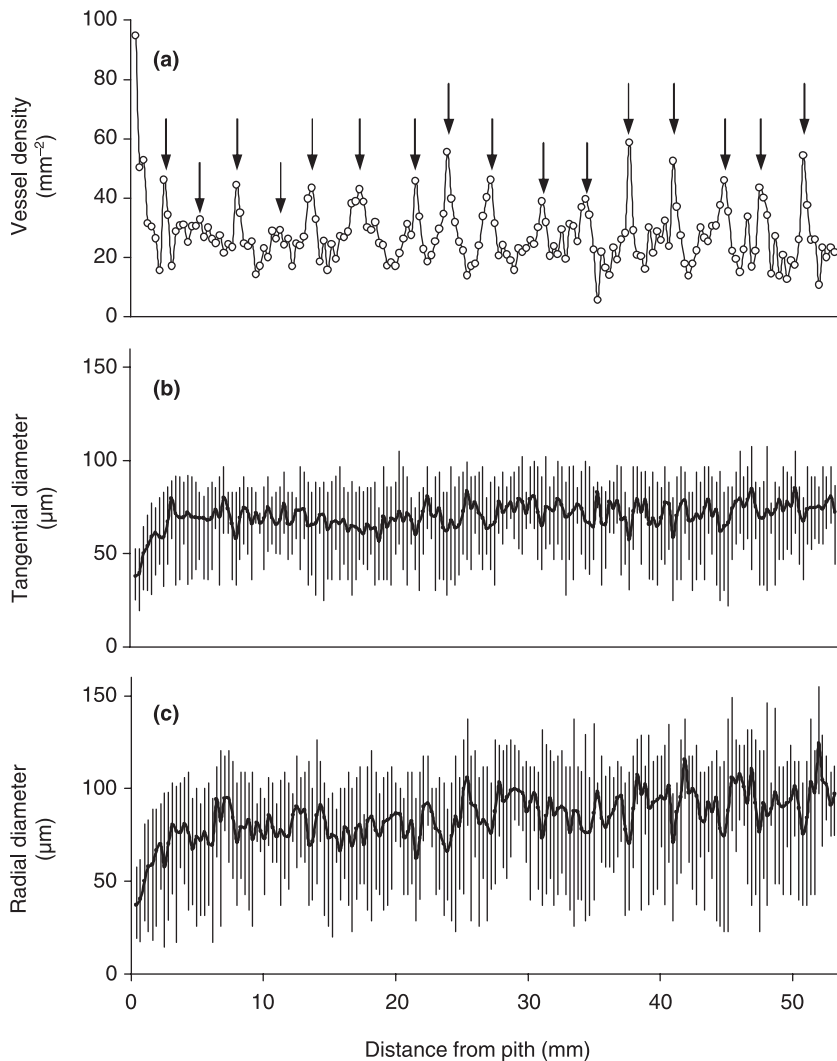 (a)
Vessel density
(mm⁻²)
100
80
60
40
20
0
(b)
Tangential diameter
(µm)
150
100
50
0
(c)
Radial diameter
(µm)
150
100
50
0
0 10 20 30 40 50
Distance from pith (mm)